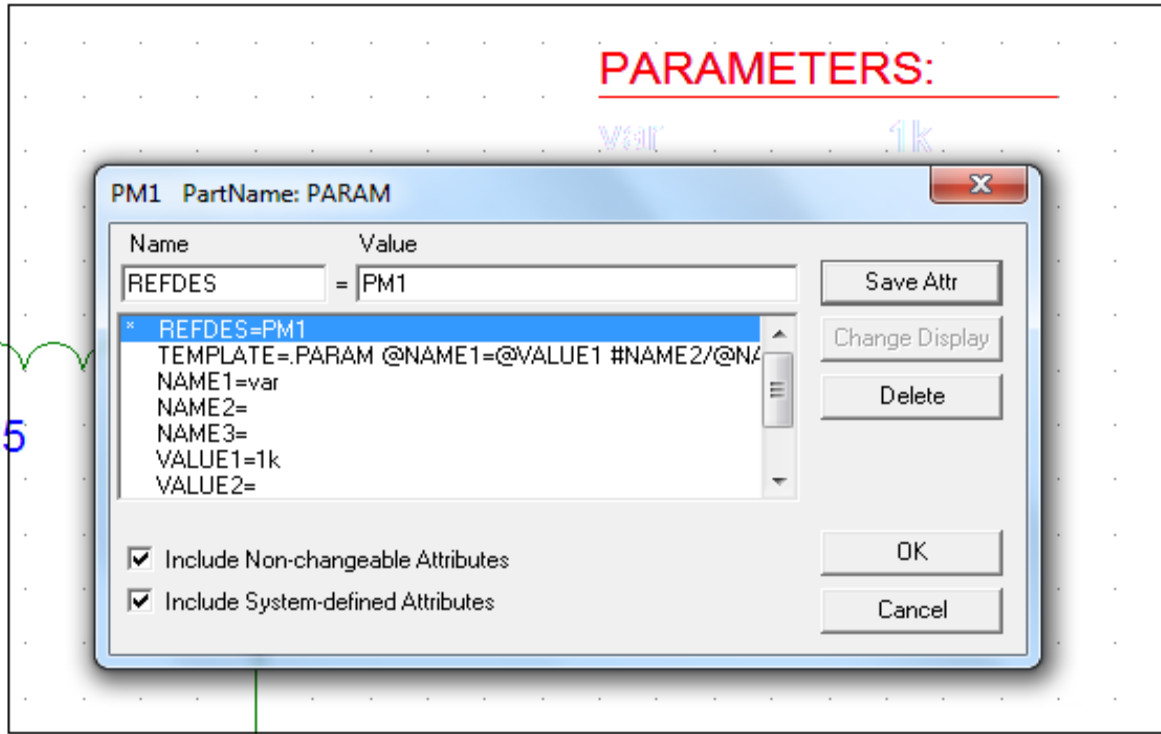 PARAMETERS:
var 1k
PM1 PartName: PARAM
Name Value
REFDES = PM1 Save Attr
* REFDES=PM1
TEMPLATE=.PARAM @NAME1=@VALUE1 #NAME2/@NA
Change Display
NAME1=var
Delete
NAME2=
NAME3=
5
VALUE1=1k
VALUE2=
Include Non-changeable Attributes OK
Include System-defined Attributes Cancel